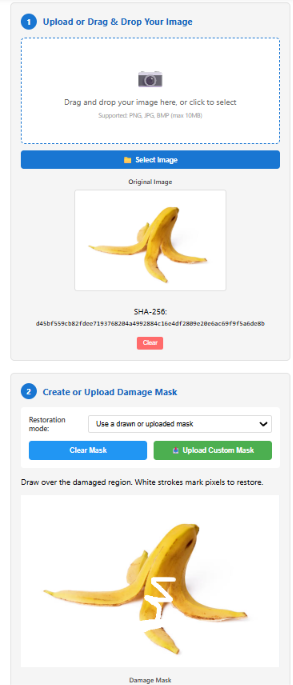 1 Upload or Drag & Drop Your Image
Drag and drop your image here, or click to select
Supported: PNG, JPG, BMP (max 10MB)
Select Image
Original Image
SHA-256:
d45bf559cb82fdee7193768204a4992884c16e4df2809e20e6ac69f9f5a6de8b
Clear
2 Create or Upload Damage Mask
Restoration mode:
Use a drawn or uploaded mask
Clear Mask
Upload Custom Mask
Draw over the damaged region. White strokes mark pixels to restore.
Damage Mask